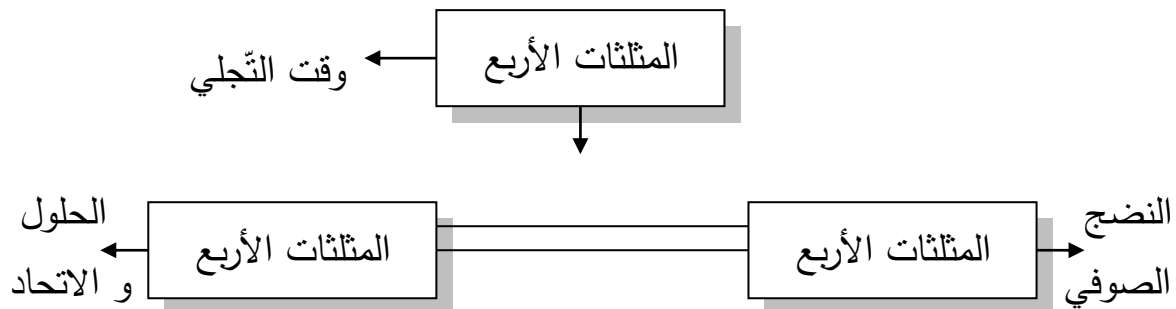 المثلثات الأربع
وقت التّجلي
النضج
الصوفي
المثلثات الأربع
المثلثات الأربع
الحلول
و الاتحاد